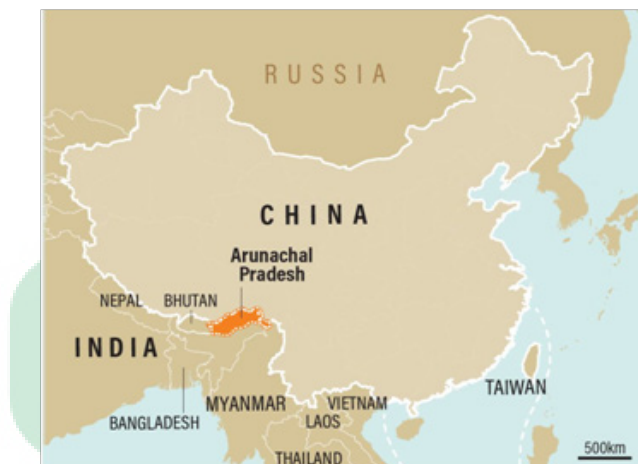 RUSSIA
CHINA
Arunachal
Pradesh
NEPAL
BHUTAN
INDIA
TAIWAN
MYANMAR
VIETNAM
BANGLADESH
LAOS
THAILAND
500km